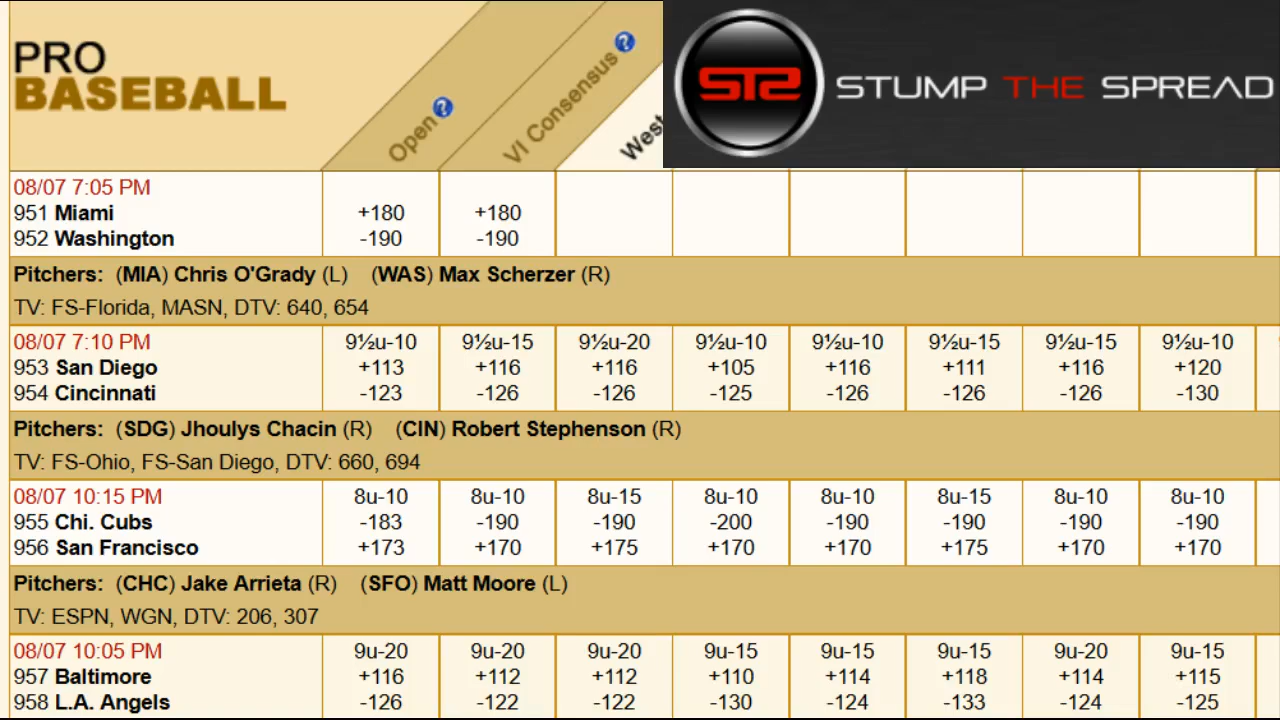 PRO
BASEBALL
Open ?
VI Consensus ?
West
STS STUMP THE SPREAD
08/07 7:05 PM
951 Miami +180 +180
952 Washington -190 -190
Pitchers: (MIA) Chris O'Grady (L) (WAS) Max Scherzer (R)
TV: FS-Florida, MASN, DTV: 640, 654
08/07 7:10 PM 9½u-10 9½u-15 9½u-20 9½u-10 9½u-10 9½u-15 9½u-15 9½u-10
953 San Diego +113 +116 +116 +105 +116 +111 +116 +120
954 Cincinnati -123 -126 -126 -125 -126 -126 -126 -130
Pitchers: (SDG) Jhoulys Chacin (R) (CIN) Robert Stephenson (R)
TV: FS-Ohio, FS-San Diego, DTV: 660, 694
08/07 10:15 PM 8u-10 8u-10 8u-15 8u-10 8u-10 8u-15 8u-10 8u-10
955 Chi. Cubs -183 -190 -190 -200 -190 -190 -190 -190
956 San Francisco +173 +170 +175 +170 +170 +175 +170 +170
Pitchers: (CHC) Jake Arrieta (R) (SFO) Matt Moore (L)
TV: ESPN, WGN, DTV: 206, 307
08/07 10:05 PM 9u-20 9u-20 9u-20 9u-15 9u-15 9u-15 9u-20 9u-15
957 Baltimore +116 +112 +112 +110 +114 +118 +114 +115
958 L.A. Angels -126 -122 -122 -130 -124 -133 -124 -125